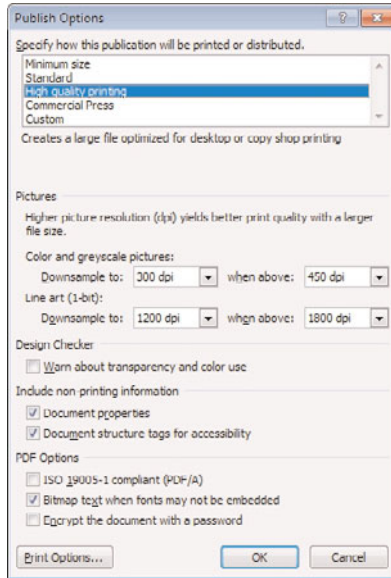 Publish Options
Specify how this publication will be printed or distributed.
Minimum size
Standard
High quality printing
Commercial Press
Custom
Creates a large file optimized for desktop or copy shop printing
Pictures
Higher picture resolution (dpi) yields better print quality with a larger
file size.
Color and greyscale pictures:
Downsample to: 300 dpi when above: 450 dpi
Line art (1-bit):
Downsample to: 1200 dpi when above: 1800 dpi
Design Checker
Warn about transparency and color use
Include non-printing information
Document properties
Document structure tags for accessibility
PDF Options
ISO 19005-1 compliant (PDF/A)
Bitmap text when fonts may not be embedded
Encrypt the document with a password
Print Options... OK Cancel